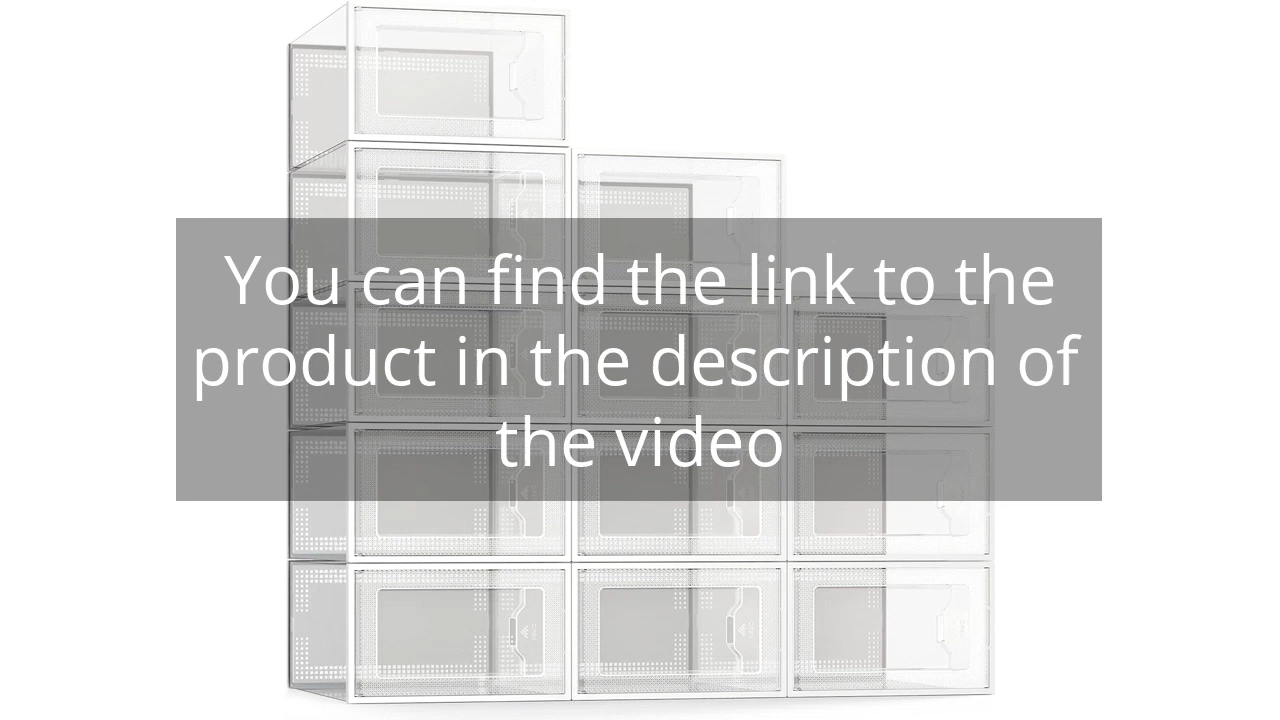 You can find the link to the
product in the description of
the video